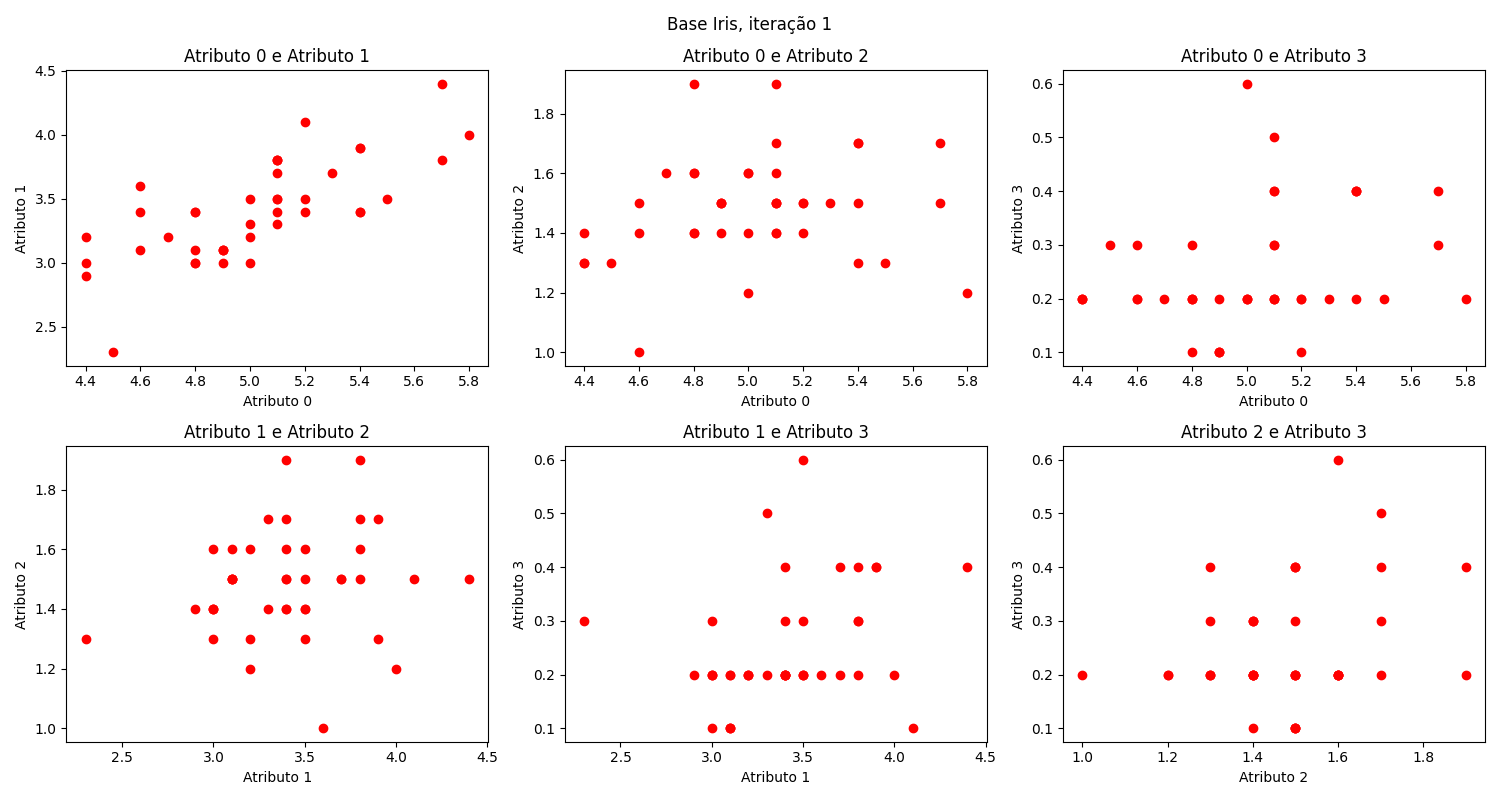 Base Iris, iteração 1
Atributo 0 e Atributo 1
Atributo 0 e Atributo 2
Atributo 0 e Atributo 3
4.5
4.0
3.5
3.0
2.5
Atributo 1
4.4 4.6 4.8 5.0 5.2 5.4 5.6 5.8
Atributo 0
1.8
1.6
1.4
1.2
1.0
Atributo 2
4.4 4.6 4.8 5.0 5.2 5.4 5.6 5.8
Atributo 0
0.6
0.5
0.4
0.3
0.2
0.1
Atributo 3
4.4 4.6 4.8 5.0 5.2 5.4 5.6 5.8
Atributo 0
Atributo 1 e Atributo 2
Atributo 1 e Atributo 3
Atributo 2 e Atributo 3
1.8
1.6
1.4
1.2
1.0
Atributo 2
2.5 3.0 3.5 4.0 4.5
Atributo 1
0.6
0.5
0.4
0.3
0.2
0.1
Atributo 3
2.5 3.0 3.5 4.0 4.5
Atributo 1
0.6
0.5
0.4
0.3
0.2
0.1
Atributo 3
1.0 1.2 1.4 1.6 1.8
Atributo 2